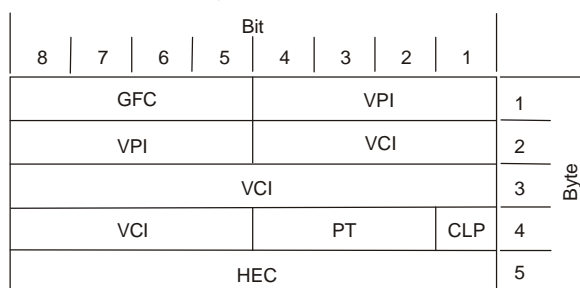 Bit
8 7 6 5 4 3 2 1
GFC VPI 1
VPI VCI 2
VCI 3
VCI PT CLP 4
HEC 5
Byte